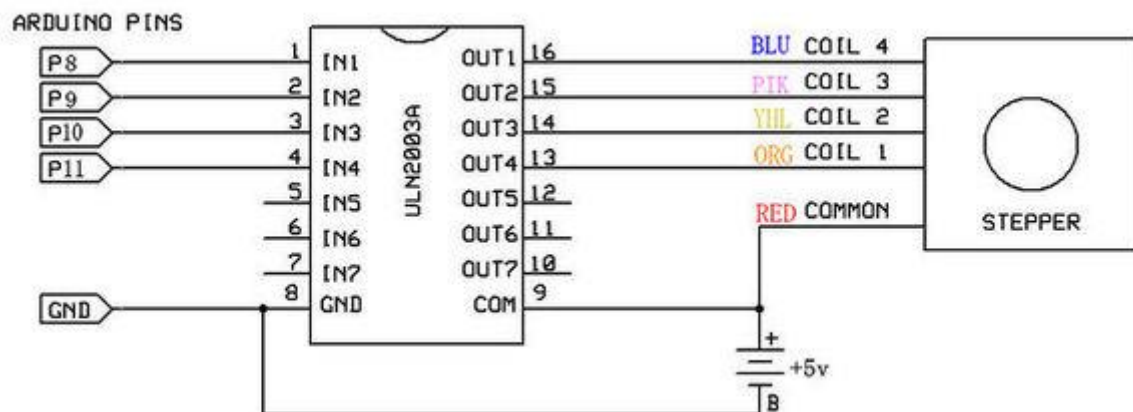 ARDUINO PINS
P8 1 IN1 OUT1 16 BLU COIL 4
P9 2 IN2 OUT2 15 PIK COIL 3
P10 3 IN3 OUT3 14 YHL COIL 2
P11 4 IN4 OUT4 13 ORG COIL 1
5 IN5 OUT5 12
6 IN6 OUT6 11
7 IN7 OUT7 10
GND 8 GND COM 9
ULN2003A
RED COMMON
STEPPER
+
+5v
B